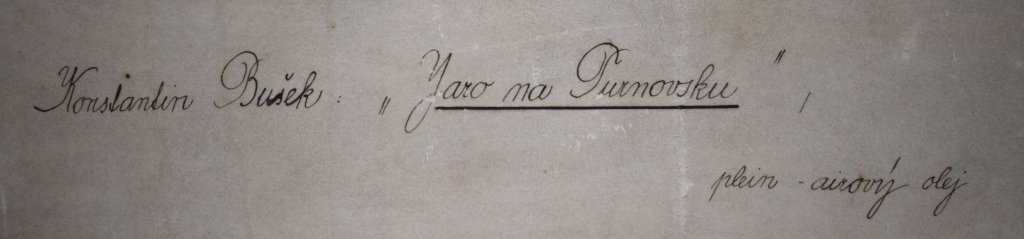 Konstantin Bušek : „Jaro na Turnovsku",
plein-airový olej